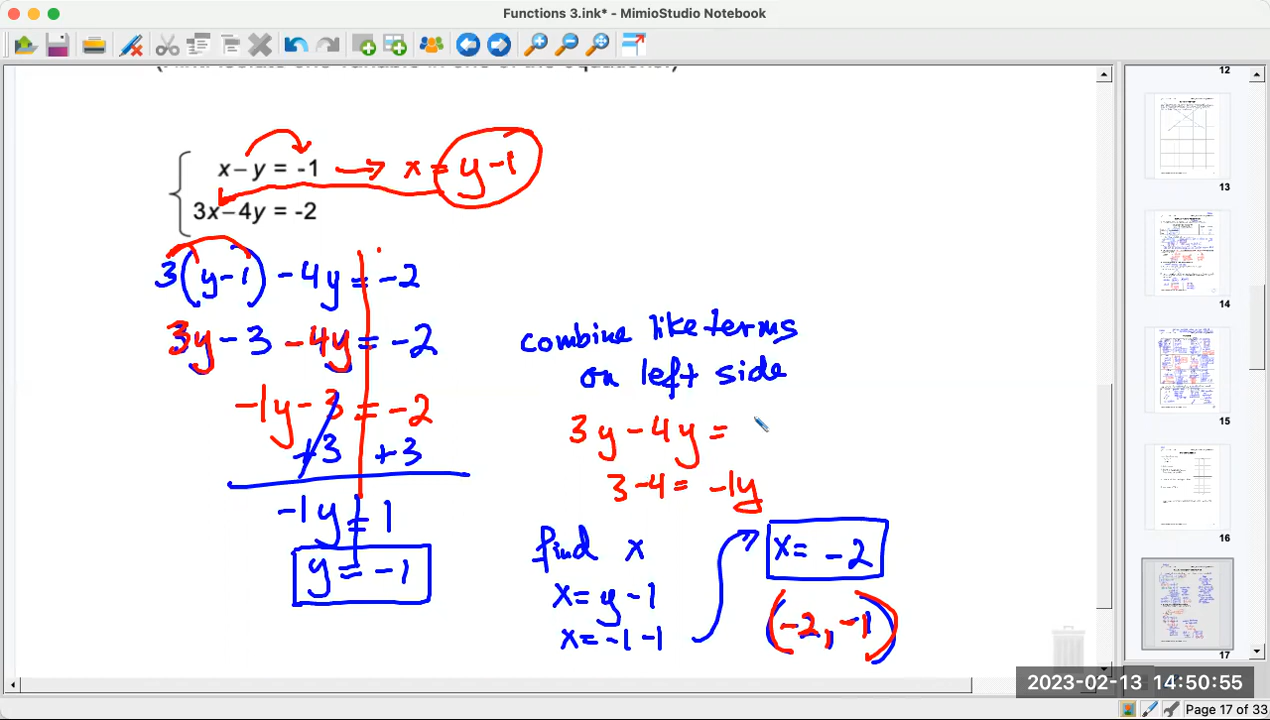 Functions 3.ink* - MimioStudio Notebook
x – y = -1 → x = y – 1
3x – 4y = -2
3(y – 1) – 4y = –2
3y – 3 – 4y = –2
–1y – 3 = –2
+3 +3
–1y = 1
y = –1
combine like terms
on left side
3y – 4y =
3 – 4 = –1y
find x
x = y – 1
x = –1 – 1
x = –2
(–2, –1)
12
13
14
15
16
17
2023-02-13 14:50:55
Page 17 of 33